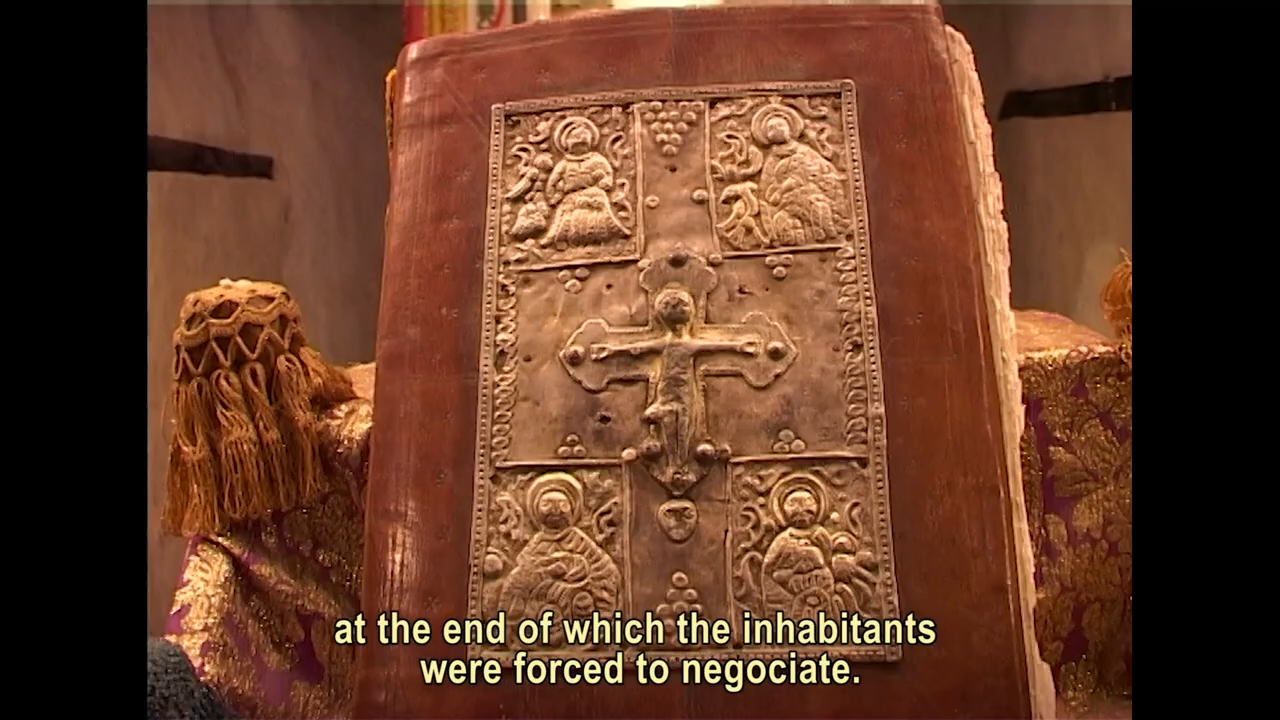 at the end of which the inhabitants
were forced to negociate.